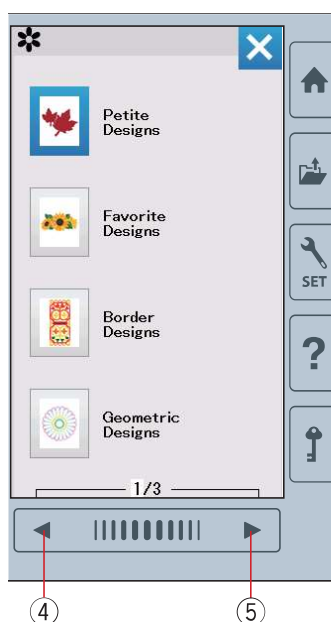 Petite
Designs
Favorite
Designs
Border
Designs
Geometric
Designs
1/3
SET
?
④
⑤